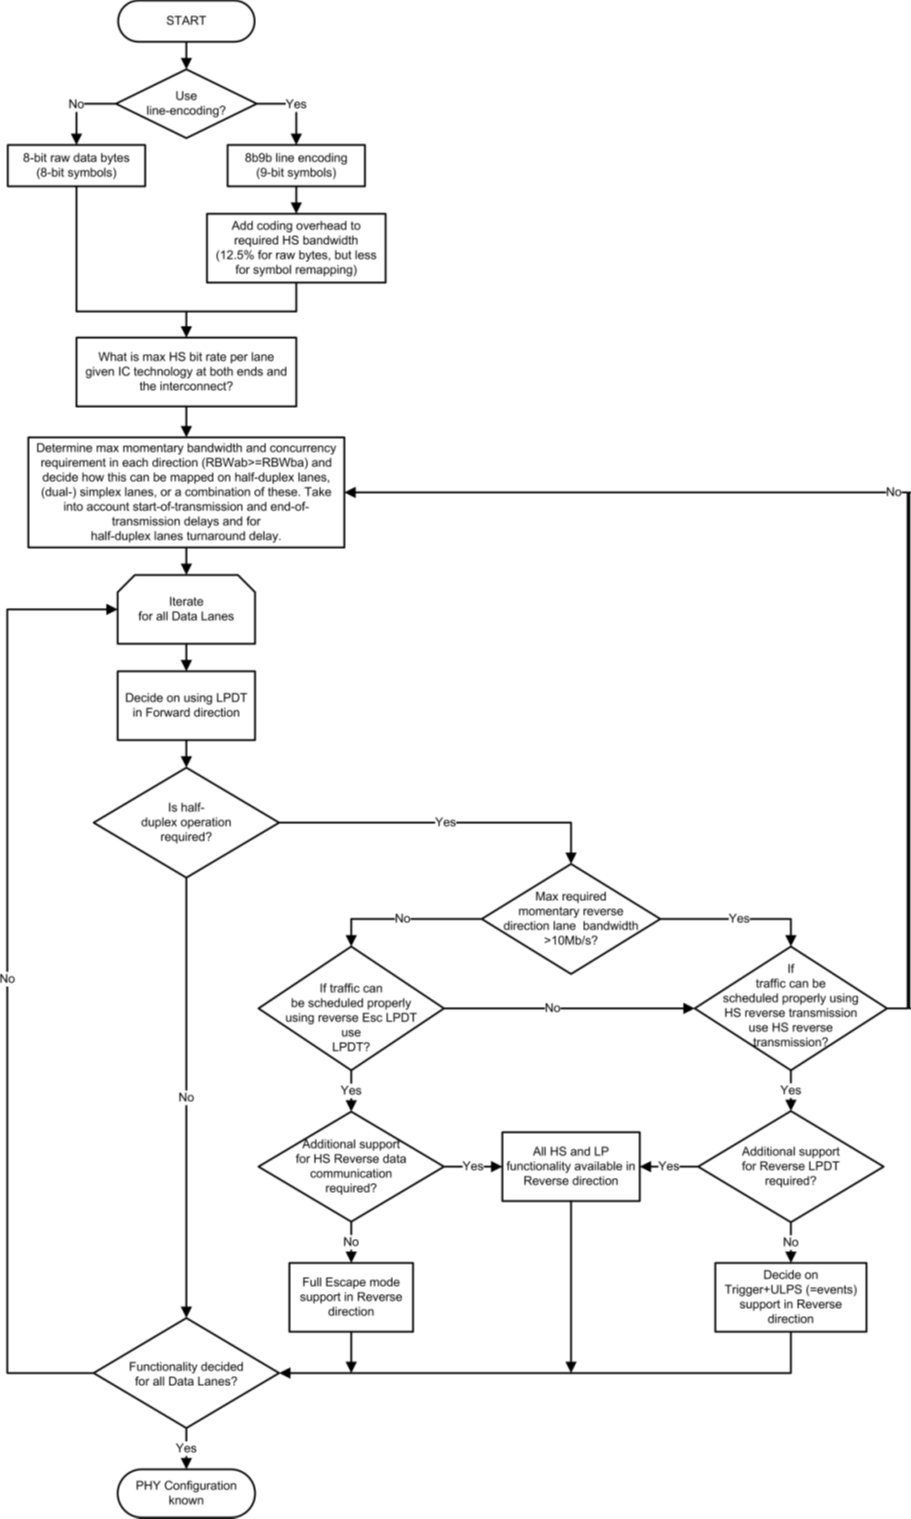 START
Use
line-encoding?
No
Yes
8-bit raw data bytes
(8-bit symbols)
8b9b line encoding
(9-bit symbols)
Add coding overhead to
required HS bandwidth
(12.5% for raw bytes, but less
for symbol remapping)
What is max HS bit rate per lane
given IC technology at both ends and
the interconnect?
Determine max momentary bandwidth and concurrency
requirement in each direction (RBWab>=RBWba) and
decide how this can be mapped on half-duplex lanes,
(dual-) simplex lanes, or a combination of these. Take
into account start-of-transmission and end-of-
transmission delays and for
half-duplex lanes turnaround delay.
No
Iterate
for all Data Lanes
Decide on using LPDT
in Forward direction
Is half-
duplex operation
required?
Yes
Max required
momentary reverse
direction lane bandwidth
>10Mb/s?
No
Yes
If traffic can
be scheduled properly
using reverse Esc LPDT
use
LPDT?
No
If
traffic can be
scheduled properly using
HS reverse transmission
use HS reverse
transmission?
No
No
Yes
Yes
Additional support
for HS Reverse data
communication
required?
Yes
All HS and LP
functionality available in
Reverse direction
Yes
Additional support
for Reverse LPDT
required?
No
No
Full Escape mode
support in Reverse
direction
Decide on
Trigger+ULPS (=events)
support in Reverse
direction
Functionality decided
for all Data Lanes?
Yes
PHY Configuration
known